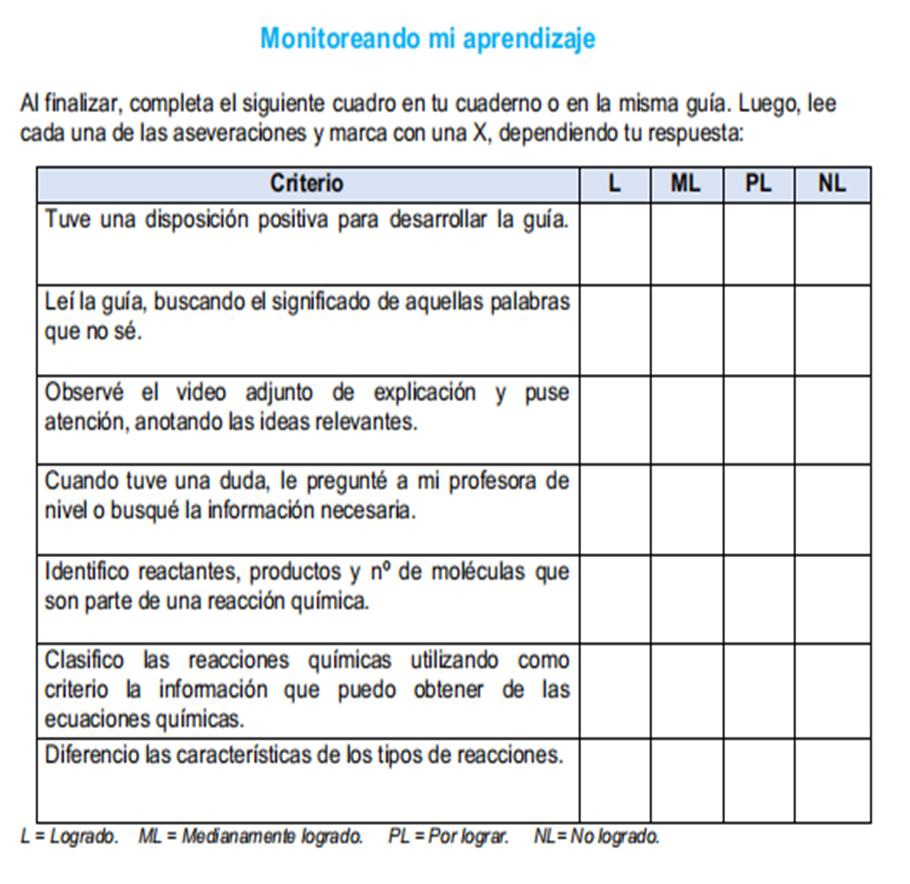 Monitoreando mi aprendizaje
Al finalizar, completa el siguiente cuadro en tu cuaderno o en la misma guía. Luego, lee
cada una de las aseveraciones y marca con una X, dependiendo tu respuesta:
Criterio L ML PL NL
Tuve una disposición positiva para desarrollar la guía.
Leí la guía, buscando el significado de aquellas palabras
que no sé.
Observé el video adjunto de explicación y puse
atención, anotando las ideas relevantes.
Cuando tuve una duda, le pregunté a mi profesora de
nivel o busqué la información necesaria.
Identifico reactantes, productos y nº de moléculas que
son parte de una reacción química.
Clasifico las reacciones químicas utilizando como
criterio la información que puedo obtener de las
ecuaciones químicas.
Diferencio las características de los tipos de reacciones.
L = Logrado. ML = Medianamente logrado. PL = Por lograr. NL= No logrado.